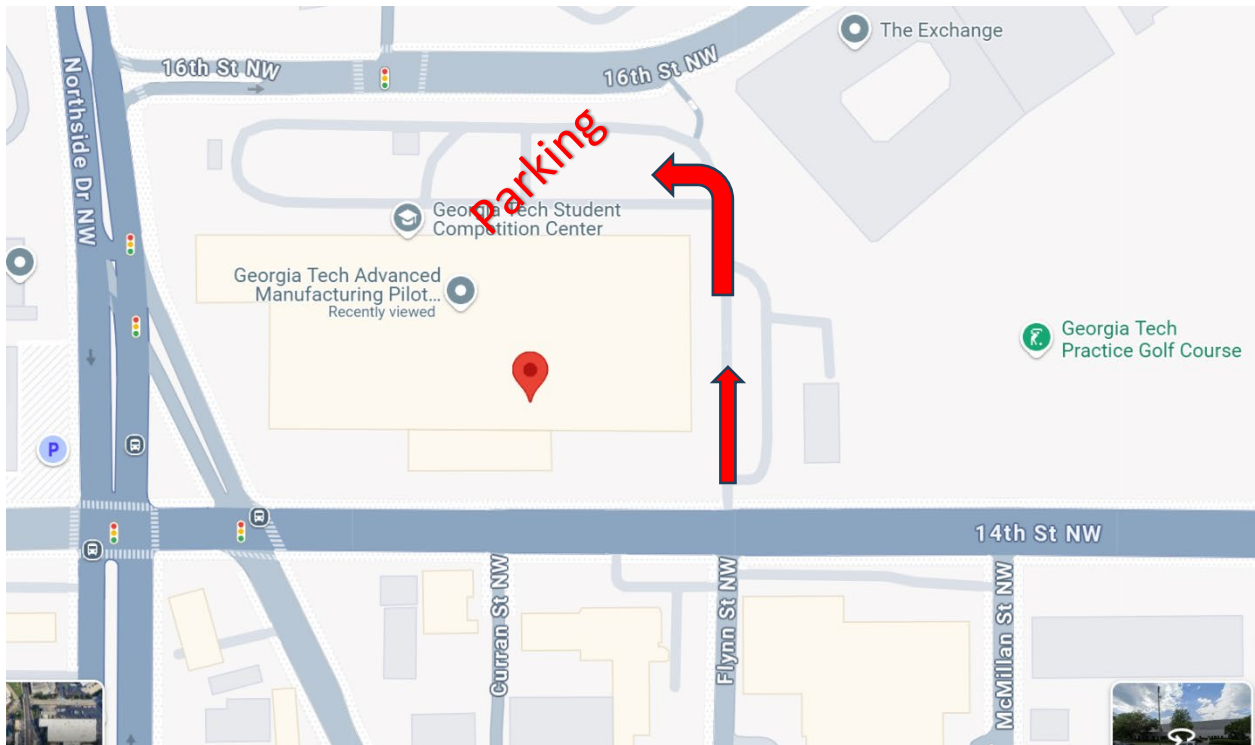 The Exchange
16th St NW
16th St NW
Northside Dr NW
Parking
Georgia Tech Student
Competition Center
Georgia Tech Advanced
Manufacturing Pilot...
Recently viewed
Georgia Tech
Practice Golf Course
P
14th St NW
Curran St NW
Flynn St NW
McMillan St NW